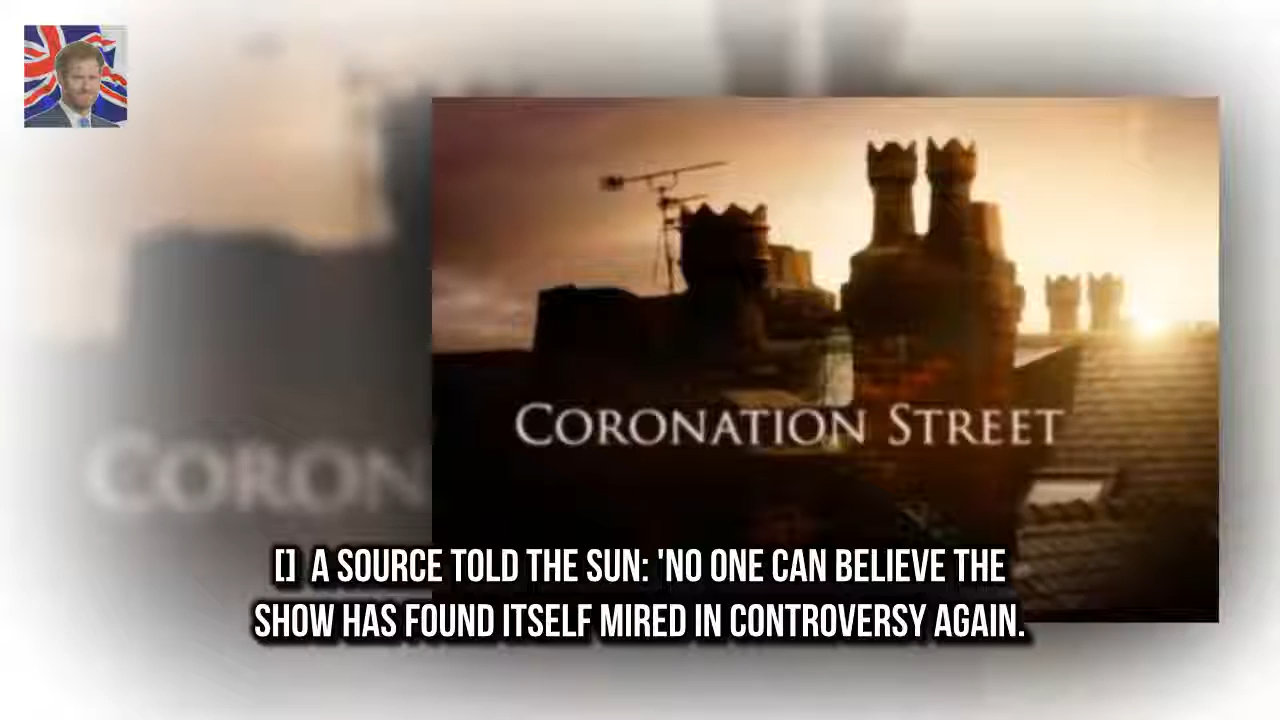 CORONATION STREET
CORON
[] A SOURCE TOLD THE SUN: 'NO ONE CAN BELIEVE THE
SHOW HAS FOUND ITSELF MIRED IN CONTROVERSY AGAIN.